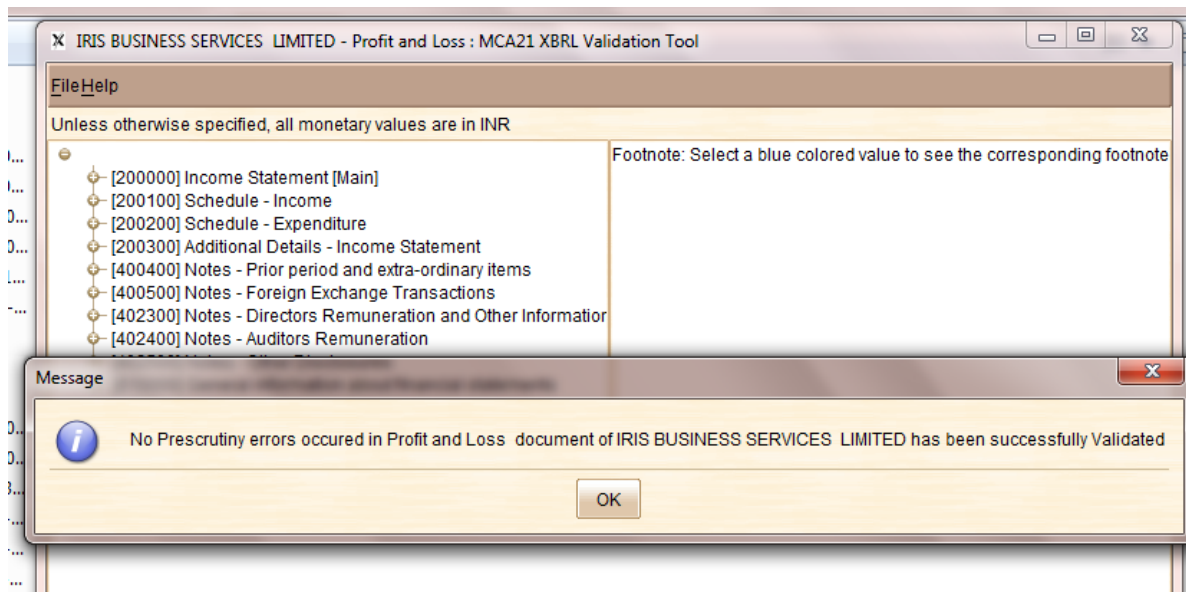 IRIS BUSINESS SERVICES LIMITED - Profit and Loss : MCA21 XBRL Validation Tool
File Help
Unless otherwise specified, all monetary values are in INR
Footnote: Select a blue colored value to see the corresponding footnote
[200000] Income Statement [Main]
[200100] Schedule - Income
[200200] Schedule - Expenditure
[200300] Additional Details - Income Statement
[400400] Notes - Prior period and extra-ordinary items
[400500] Notes - Foreign Exchange Transactions
[402300] Notes - Directors Remuneration and Other Information
[402400] Notes - Auditors Remuneration
Message
No Prescrutiny errors occured in Profit and Loss document of IRIS BUSINESS SERVICES LIMITED has been successfully Validated
OK